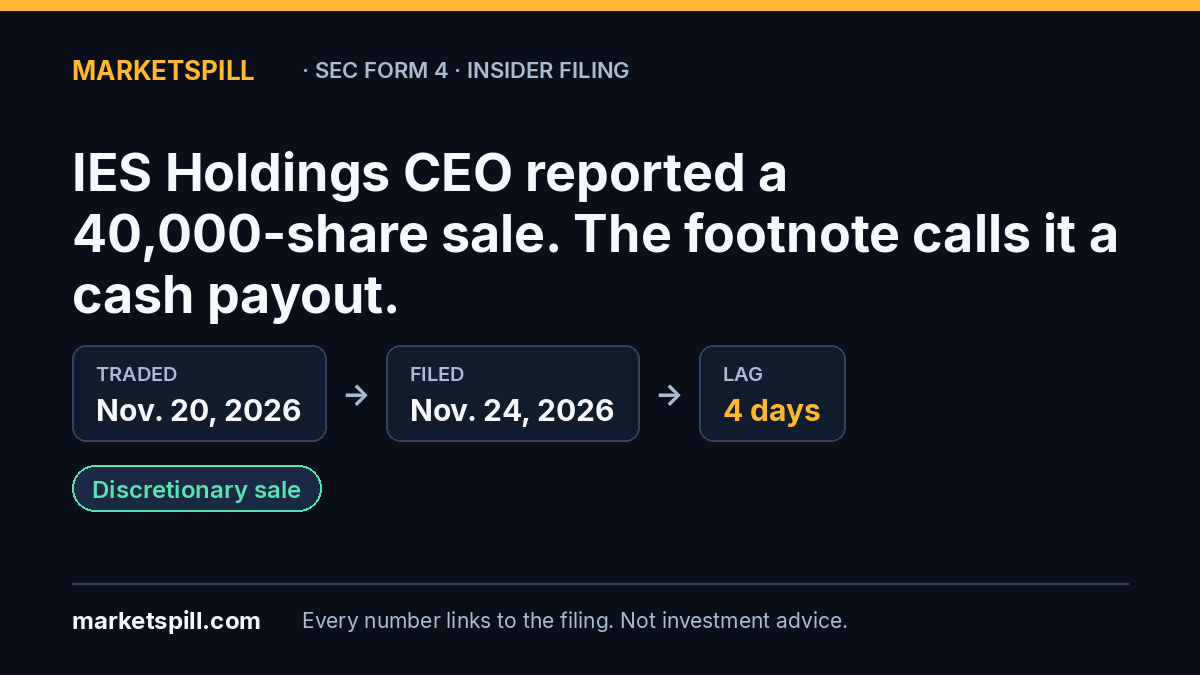 MARKETSPILL · SEC FORM 4 · INSIDER FILING
IES Holdings CEO reported a
40,000-share sale. The footnote calls it a
cash payout.
TRADED
Nov. 20, 2026
→
FILED
Nov. 24, 2026
→
LAG
4 days
Discretionary sale
marketspill.com Every number links to the filing. Not investment advice.